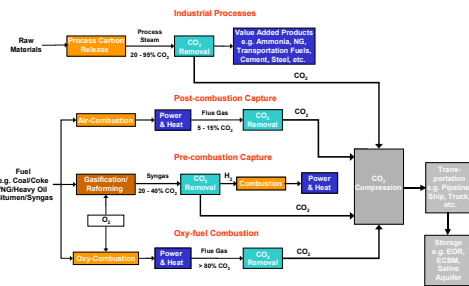 Industrial Processes
Raw
Materials
Process Carbon
Release
Process
Steam
20 - 95% CO2
CO2
Removal
Value Added Products
e.g. Ammonia, NG,
Transportation Fuels,
Cement, Steel, etc.
CO2
Post-combustion Capture
Air-Combustion
Power
& Heat
Flue Gas
5 - 15% CO2
CO2
Removal
CO2
Pre-combustion Capture
Fuel
e.g. Coal/Coke
/NG/Heavy Oil
Bitumen/Syngas
Gasification/
Reforming
Syngas
20 - 40% CO2
CO2
Removal
H2
Combustion
Power
& Heat
CO2
O2
Oxy-fuel Combustion
Oxy-Combustion
Power
& Heat
Flue Gas
> 80% CO2
CO2
Removal
CO2
CO2
Compression
Trans-
portation
e.g. Pipeline
Ship, Truck,
etc.
Storage
e.g. EOR,
ECBM,
Saline
Aquifer